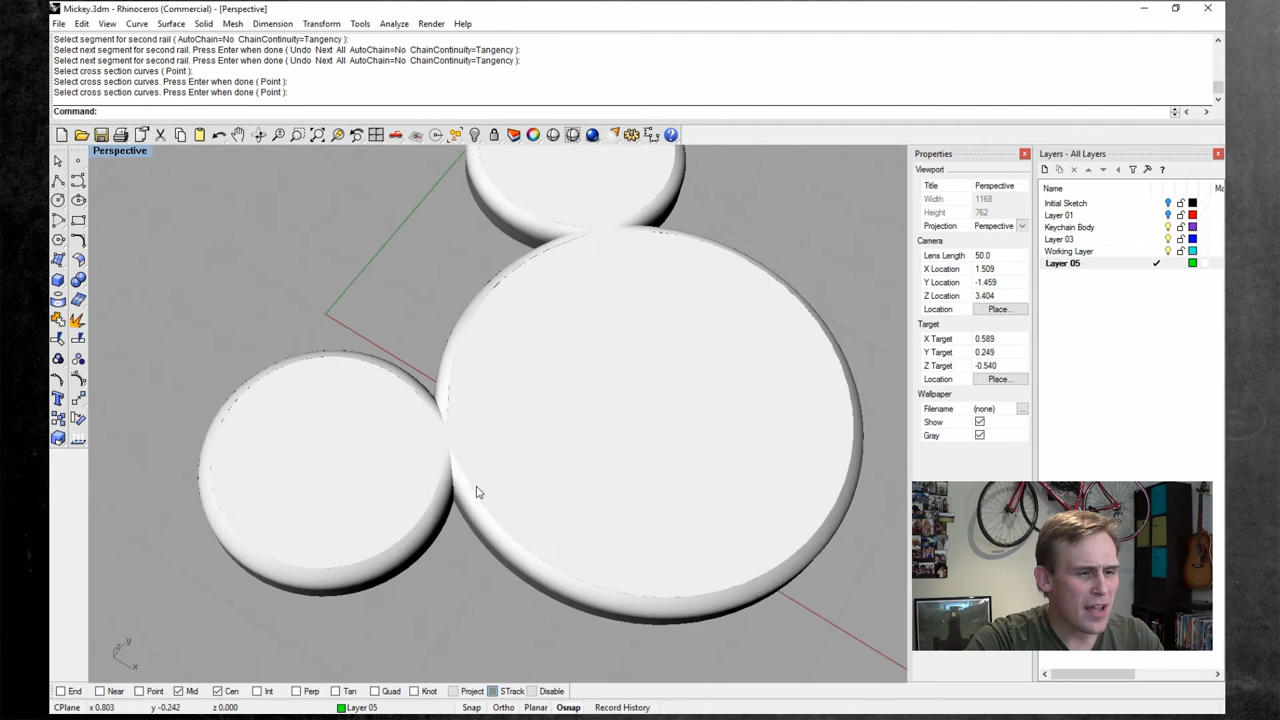 Mickey.3dm - Rhinoceros (Commercial) - [Perspective]
File Edit View Curve Surface Solid Mesh Dimension Transform Tools Analyze Render Help
Select segment for second rail ( AutoChain=No ChainContinuity=Tangency ):
Select next segment for second rail. Press Enter when done ( Undo Next All AutoChain=No ChainContinuity=Tangency ):
Select next segment for second rail. Press Enter when done ( Undo Next All AutoChain=No ChainContinuity=Tangency ):
Select cross section curves ( Point ):
Select cross section curves. Press Enter when done ( Point ):
Select cross section curves. Press Enter when done ( Point ):
Command:
Perspective
Properties
Viewport
Title Perspective
Width 1168
Height 762
Projection Perspective
Camera
Lens Length 50.0
X Location 1.509
Y Location -1.459
Z Location 3.404
Location Place...
Target
X Target 0.589
Y Target 0.249
Z Target -0.540
Location Place...
Wallpaper
Filename (none) ...
Show
Gray
Layers - All Layers
Name
Initial Sketch
Layer 01
Keychain Body
Layer 03
Working Layer
Layer 05
z y
x
End Near Point Mid Cen Int Perp Tan Quad Knot Project STrack Disable
CPlane x 0.803 y -0.242 z 0.000 Layer 05 Snap Ortho Planar Osnap Record History